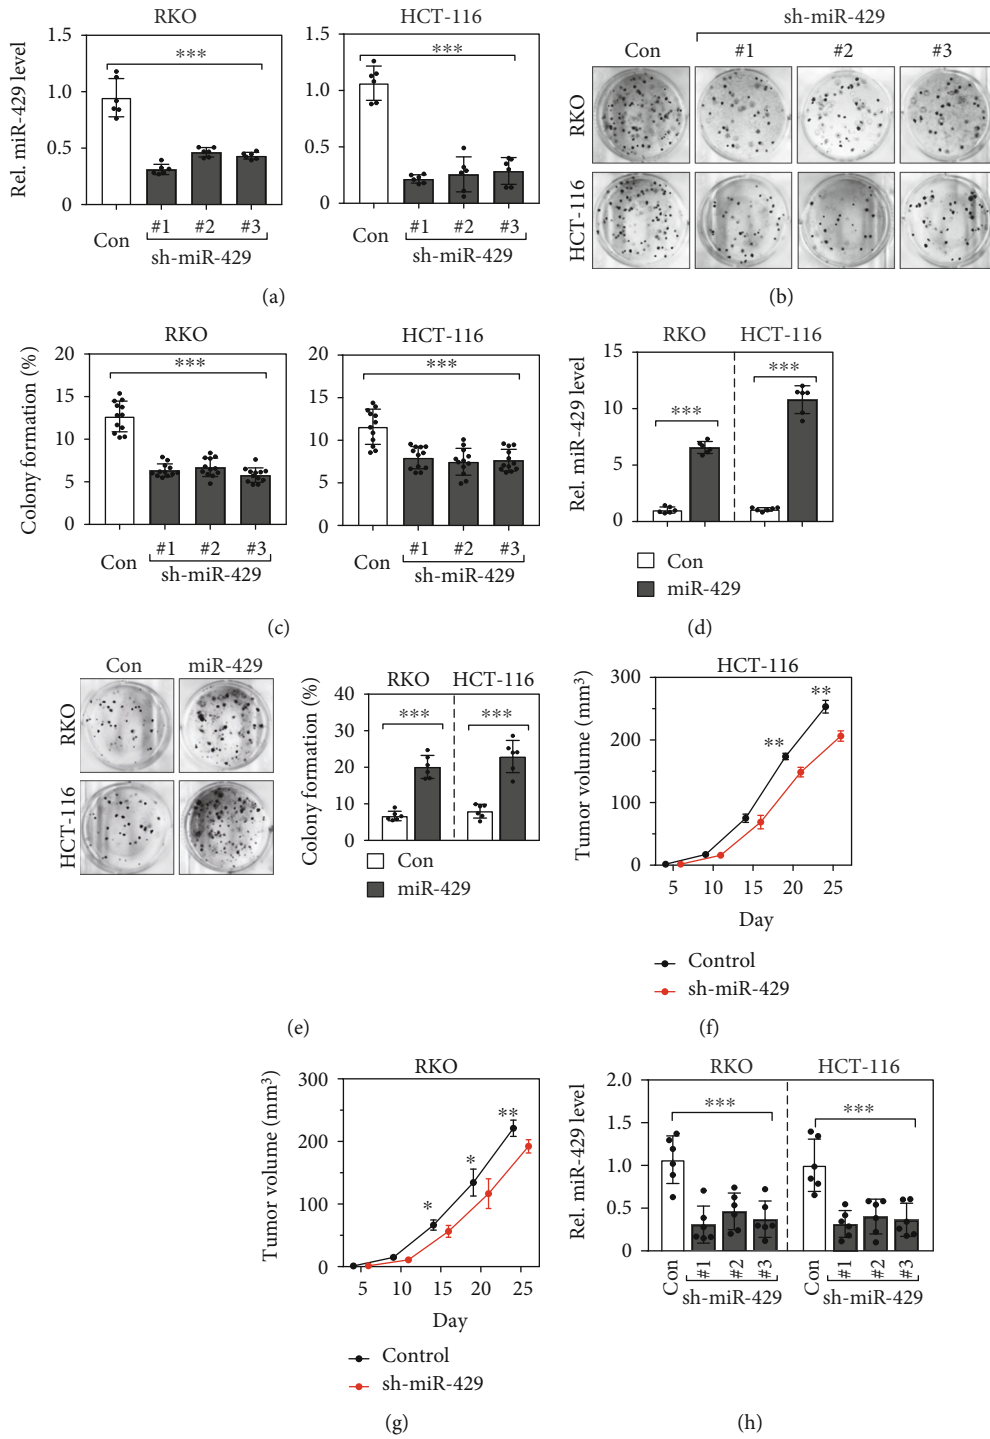 RKO
HCT-116
Rel. miR-429 level
1.5
1.0
0.5
0
***
Con
#1 #2 #3
sh-miR-429
1.5
1.0
0.5
0
***
Con
#1 #2 #3
sh-miR-429
(a)
sh-miR-429
Con #1 #2 #3
RKO
HCT-116
(b)
RKO
HCT-116
Colony formation (%)
20
15
10
5
0
***
Con
#1 #2 #3
sh-miR-429
20
15
10
5
0
***
Con
#1 #2 #3
sh-miR-429
(c)
RKO HCT-116
Rel. miR-429 level
15
10
5
0
***
***
Con
miR-429
(d)
Con miR-429
RKO
HCT-116
RKO HCT-116
Colony formation (%)
40
30
20
10
0
***
***
Con
miR-429
(e)
HCT-116
Tumor volume (mm³)
300
200
100
0
**
**
5 10 15 20 25
Day
Control
sh-miR-429
(f)
RKO
Tumor volume (mm³)
300
200
100
0
*
*
**
5 10 15 20 25
Day
Control
sh-miR-429
(g)
RKO HCT-116
Rel. miR-429 level
2.0
1.5
1.0
0.5
0
***
***
Con #1 #2 #3 Con #1 #2 #3
sh-miR-429 sh-miR-429
(h)